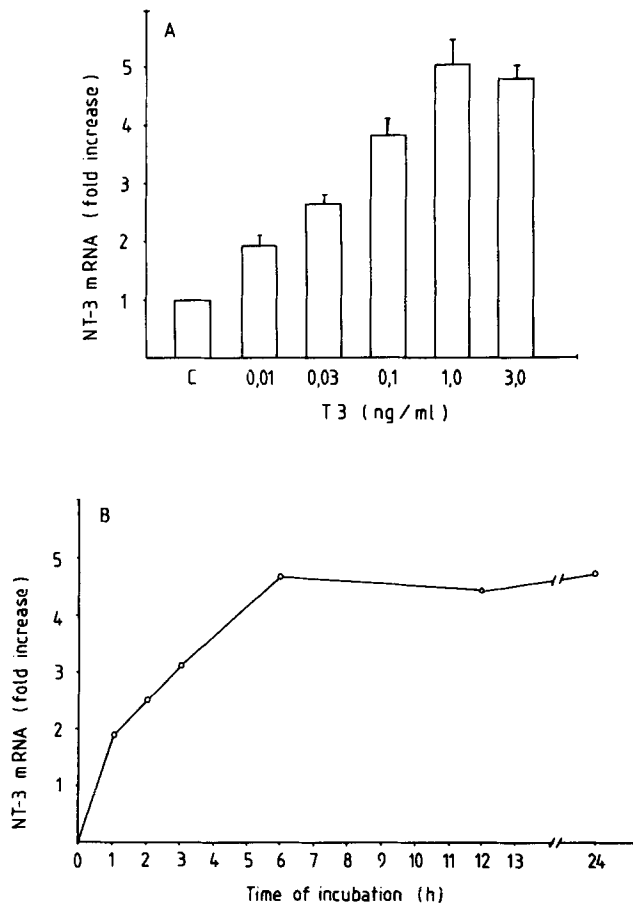 A
NT-3 mRNA (fold increase)
5
4
3
2
1
C 0,01 0,03 0,1 1,0 3,0
T3 (ng/ml)
B
NT-3 mRNA (fold increase)
5
4
3
2
1
0 1 2 3 4 5 6 7 8 9 10 11 12 13 24
Time of incubation (h)